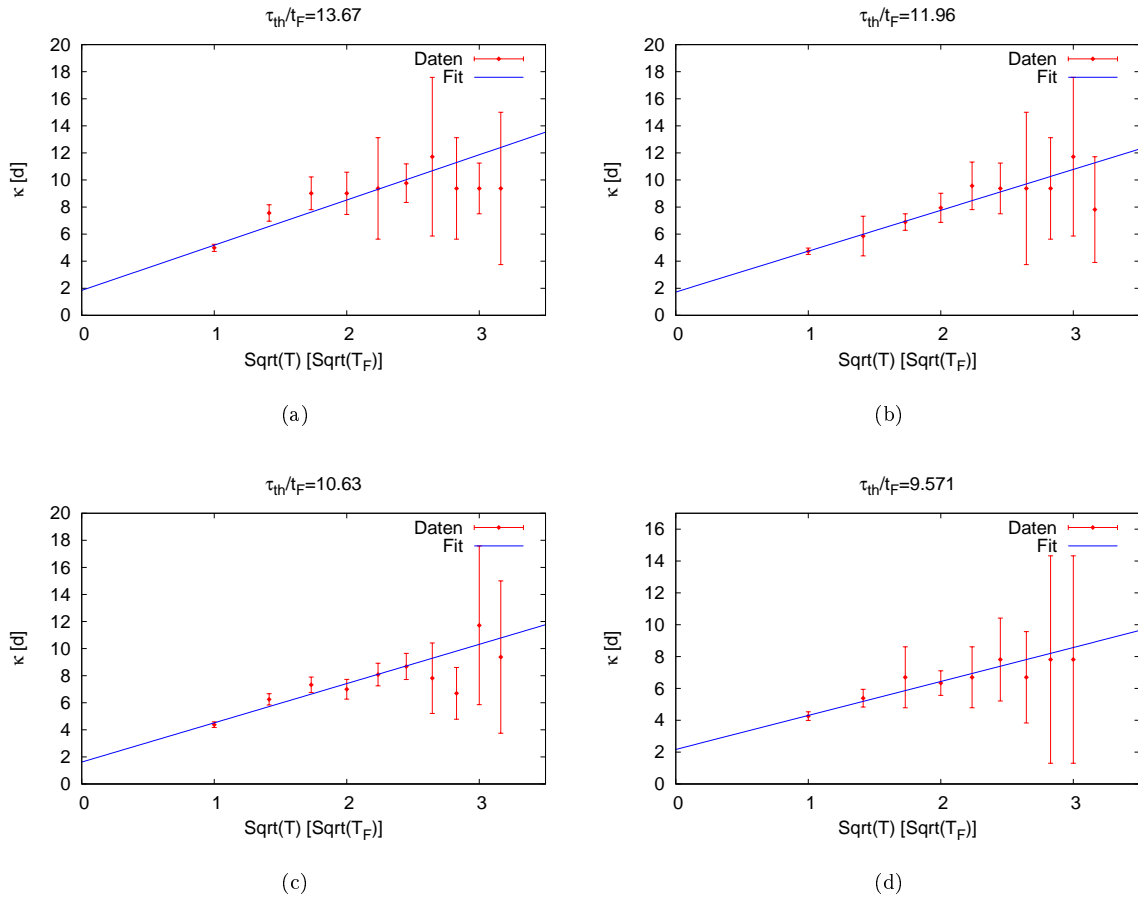 τth/tF=13.67
20
18
16
14
12
10
8
6
4
2
0
κ [d]
Daten
Fit
0 1 2 3
Sqrt(T) [Sqrt(TF)]
(a)
τth/tF=11.96
20
18
16
14
12
10
8
6
4
2
0
κ [d]
Daten
Fit
0 1 2 3
Sqrt(T) [Sqrt(TF)]
(b)
τth/tF=10.63
20
18
16
14
12
10
8
6
4
2
0
κ [d]
Daten
Fit
0 1 2 3
Sqrt(T) [Sqrt(TF)]
(c)
τth/tF=9.571
16
14
12
10
8
6
4
2
0
κ [d]
Daten
Fit
0 1 2 3
Sqrt(T) [Sqrt(TF)]
(d)